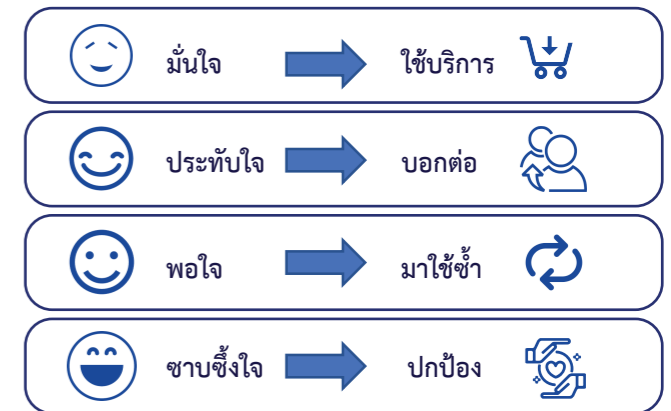 มั่นใจ ใช้บริการ
ประทับใจ บอกต่อ
พอใจ มาใช้ซ้ำ
ซาบซึ้งใจ ปกป้อง